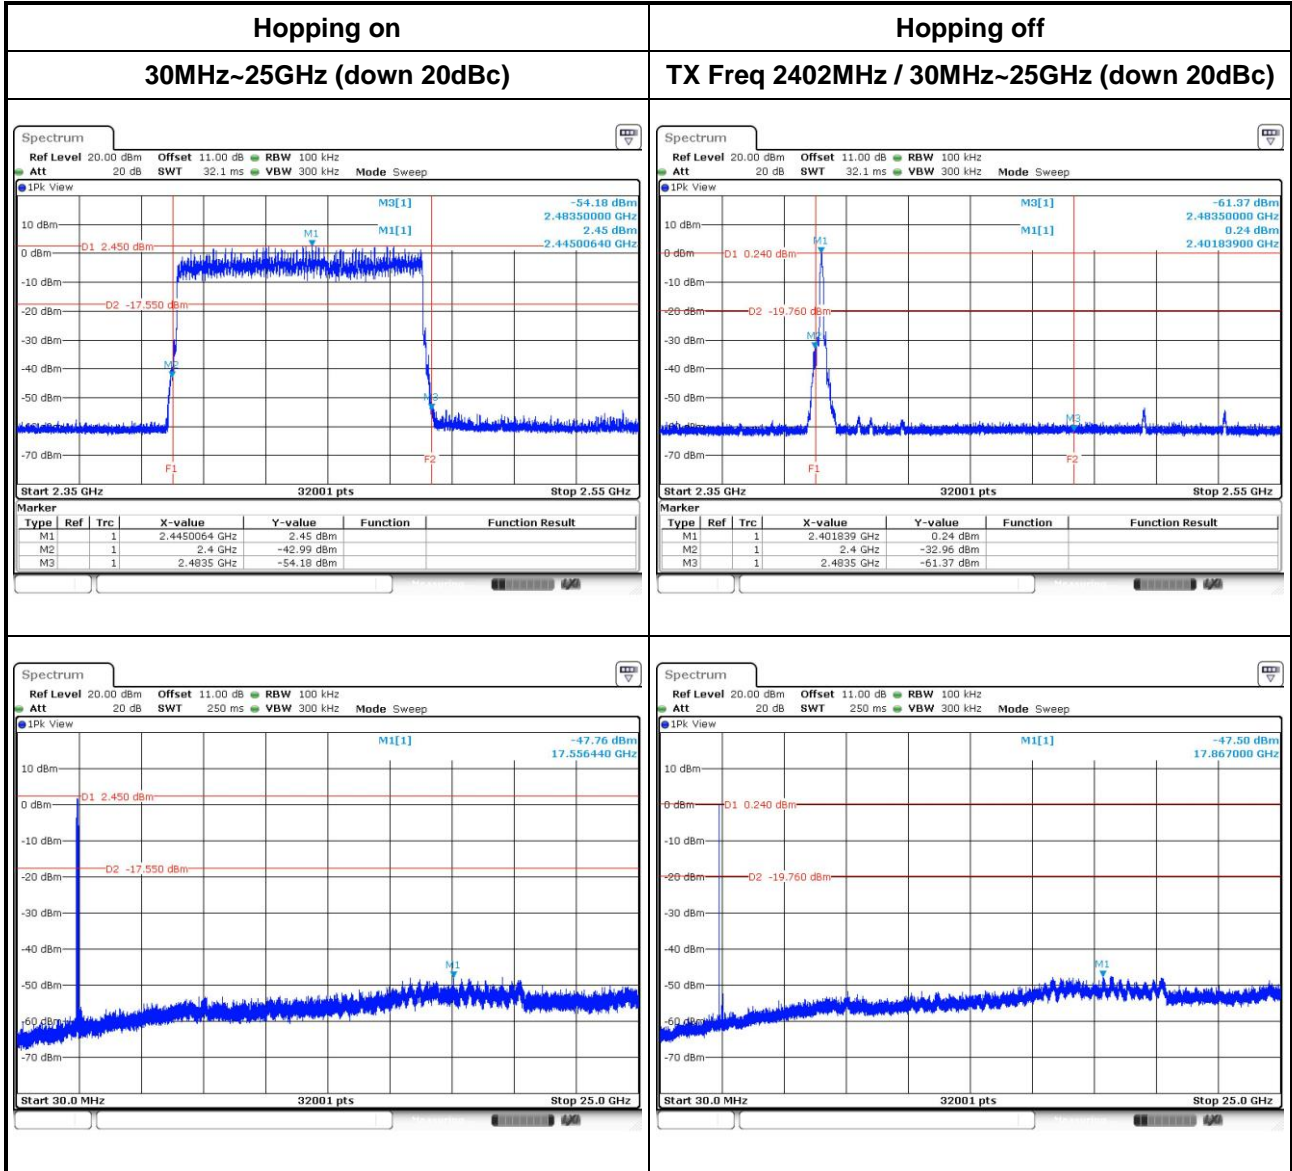 Hopping on
Hopping off
30MHz~25GHz (down 20dBc)
TX Freq 2402MHz / 30MHz~25GHz (down 20dBc)
Spectrum
Ref Level 20.00 dBm Offset 11.00 dB RBW 100 kHz
Att 20 dB SWT 32.1 ms VBW 300 kHz Mode Sweep
1Pk View
M3[1] -54.18 dBm
2.48350000 GHz
M1[1] 2.45 dBm
2.44500640 GHz
10 dBm
D1 2.450 dBm
M1
0 dBm
-10 dBm
D2 -17.550 dBm
-20 dBm
-30 dBm
M2
-40 dBm
-50 dBm
M3
-70 dBm
F1
F2
Start 2.35 GHz 32001 pts Stop 2.55 GHz
Marker
Type Ref Trc X-value Y-value Function Function Result
M1 1 2.4450064 GHz 2.45 dBm
M2 1 2.4 GHz -42.99 dBm
M3 1 2.4835 GHz -54.18 dBm
Spectrum
Ref Level 20.00 dBm Offset 11.00 dB RBW 100 kHz
Att 20 dB SWT 32.1 ms VBW 300 kHz Mode Sweep
1Pk View
M3[1] -61.37 dBm
2.48350000 GHz
M1[1] 0.24 dBm
2.40183900 GHz
10 dBm
M1
0 dBm
D1 0.240 dBm
-10 dBm
-20 dBm
D2 -19.760 dBm
-30 dBm
M2
-40 dBm
-50 dBm
M3
-70 dBm
F1
F2
Start 2.35 GHz 32001 pts Stop 2.55 GHz
Marker
Type Ref Trc X-value Y-value Function Function Result
M1 1 2.401839 GHz 0.24 dBm
M2 1 2.4 GHz -32.96 dBm
M3 1 2.4835 GHz -61.37 dBm
Spectrum
Ref Level 20.00 dBm Offset 11.00 dB RBW 100 kHz
Att 20 dB SWT 250 ms VBW 300 kHz Mode Sweep
1Pk View
M1[1] -47.76 dBm
17.556440 GHz
10 dBm
D1 2.450 dBm
0 dBm
-10 dBm
D2 -17.550 dBm
-20 dBm
-30 dBm
-40 dBm
M1
-50 dBm
-60 dBm
-70 dBm
Start 30.0 MHz 32001 pts Stop 25.0 GHz
Spectrum
Ref Level 20.00 dBm Offset 11.00 dB RBW 100 kHz
Att 20 dB SWT 250 ms VBW 300 kHz Mode Sweep
1Pk View
M1[1] -47.50 dBm
17.867000 GHz
10 dBm
0 dBm
D1 0.240 dBm
-10 dBm
-20 dBm
D2 -19.760 dBm
-30 dBm
-40 dBm
M1
-50 dBm
-60 dBm
-70 dBm
Start 30.0 MHz 32001 pts Stop 25.0 GHz